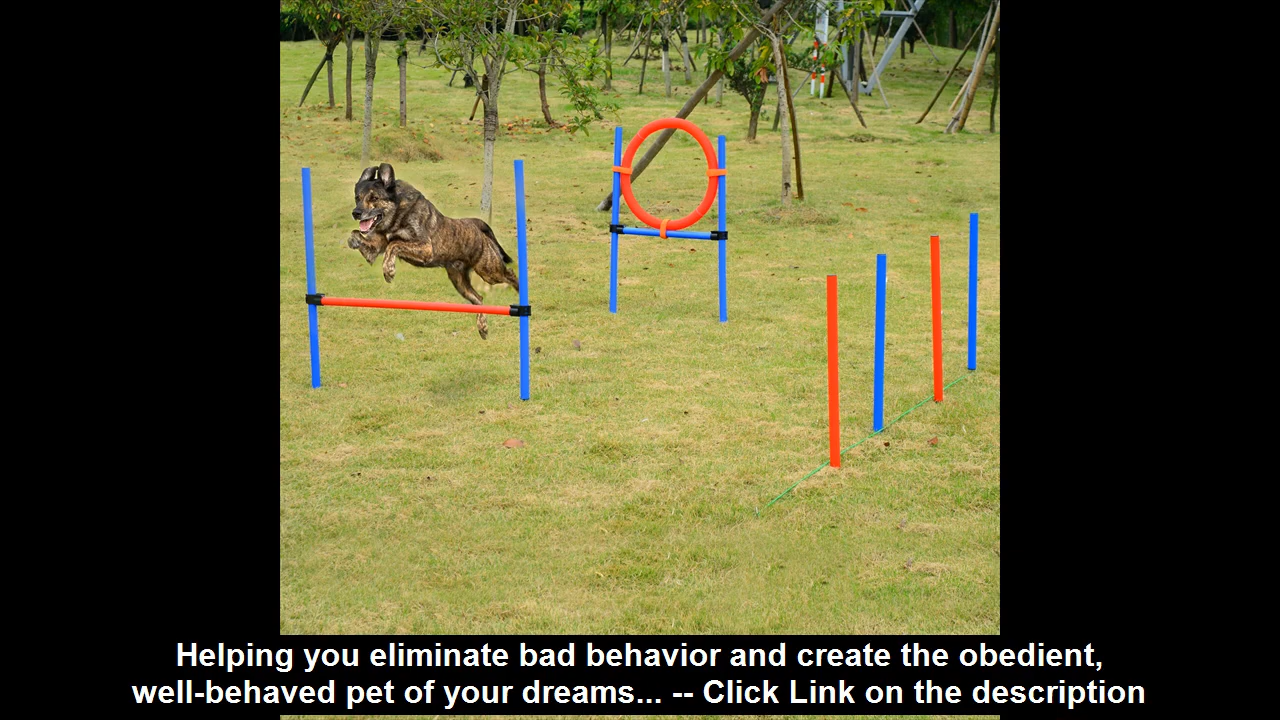 Helping you eliminate bad behavior and create the obedient,
well-behaved pet of your dreams... -- Click Link on the description